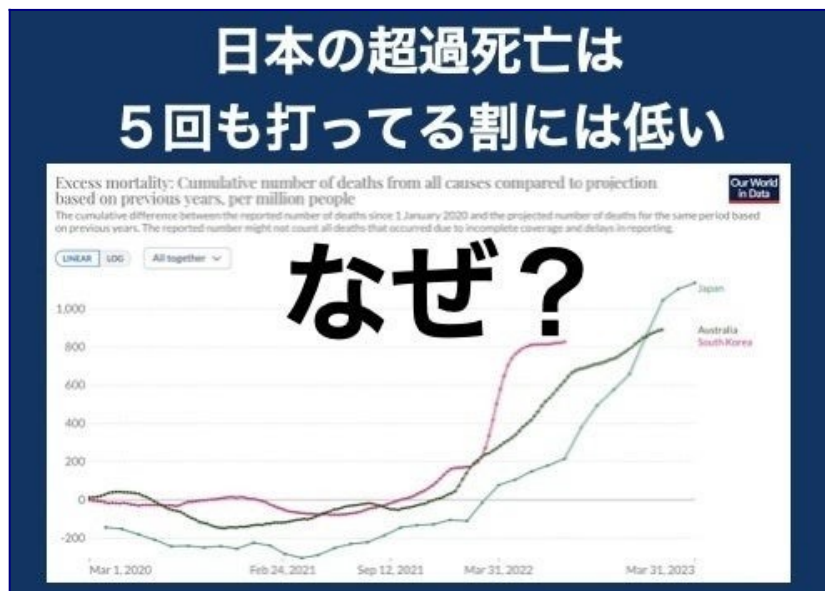 日本の超過死亡は
５回も打ってる割には低い
Excess mortality: Cumulative number of deaths from all causes compared to projection
based on previous years, per million people
Our World
in Data
The cumulative difference between the reported number of deaths since 1 January 2020 and the projected number of deaths for the same period based
on previous years. The reported number might not count all deaths that occurred due to incomplete coverage and delays in reporting.
LINEAR LOG All together
なぜ？
Japan
1,000
Australia
800
South Korea
600
400
200
0
-200
Mar 1, 2020 Feb 24, 2021 Sep 12, 2021 Mar 31, 2022 Mar 31, 2023